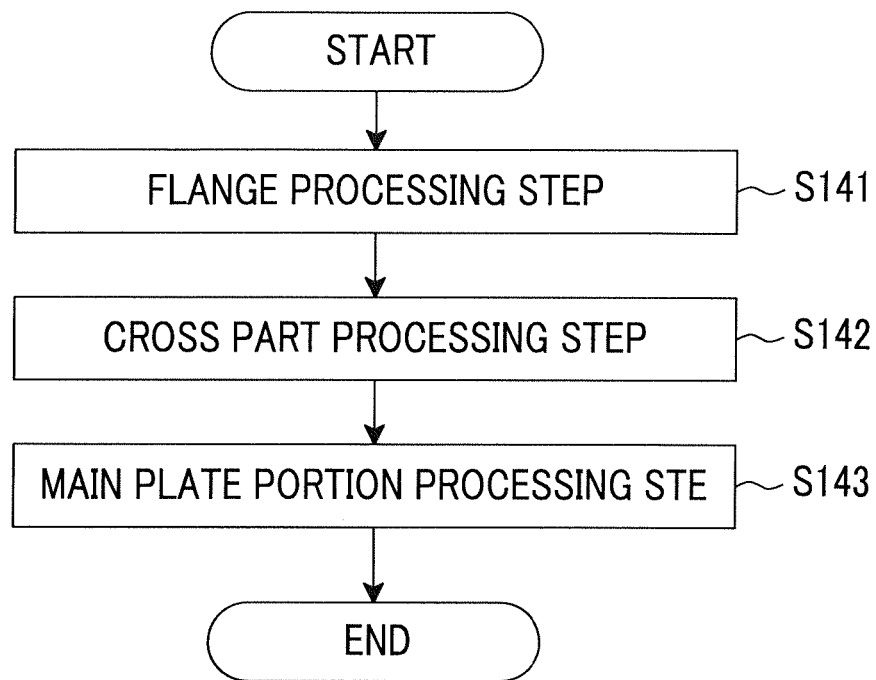 START
FLANGE PROCESSING STEP S141
CROSS PART PROCESSING STEP S142
MAIN PLATE PORTION PROCESSING STE S143
END